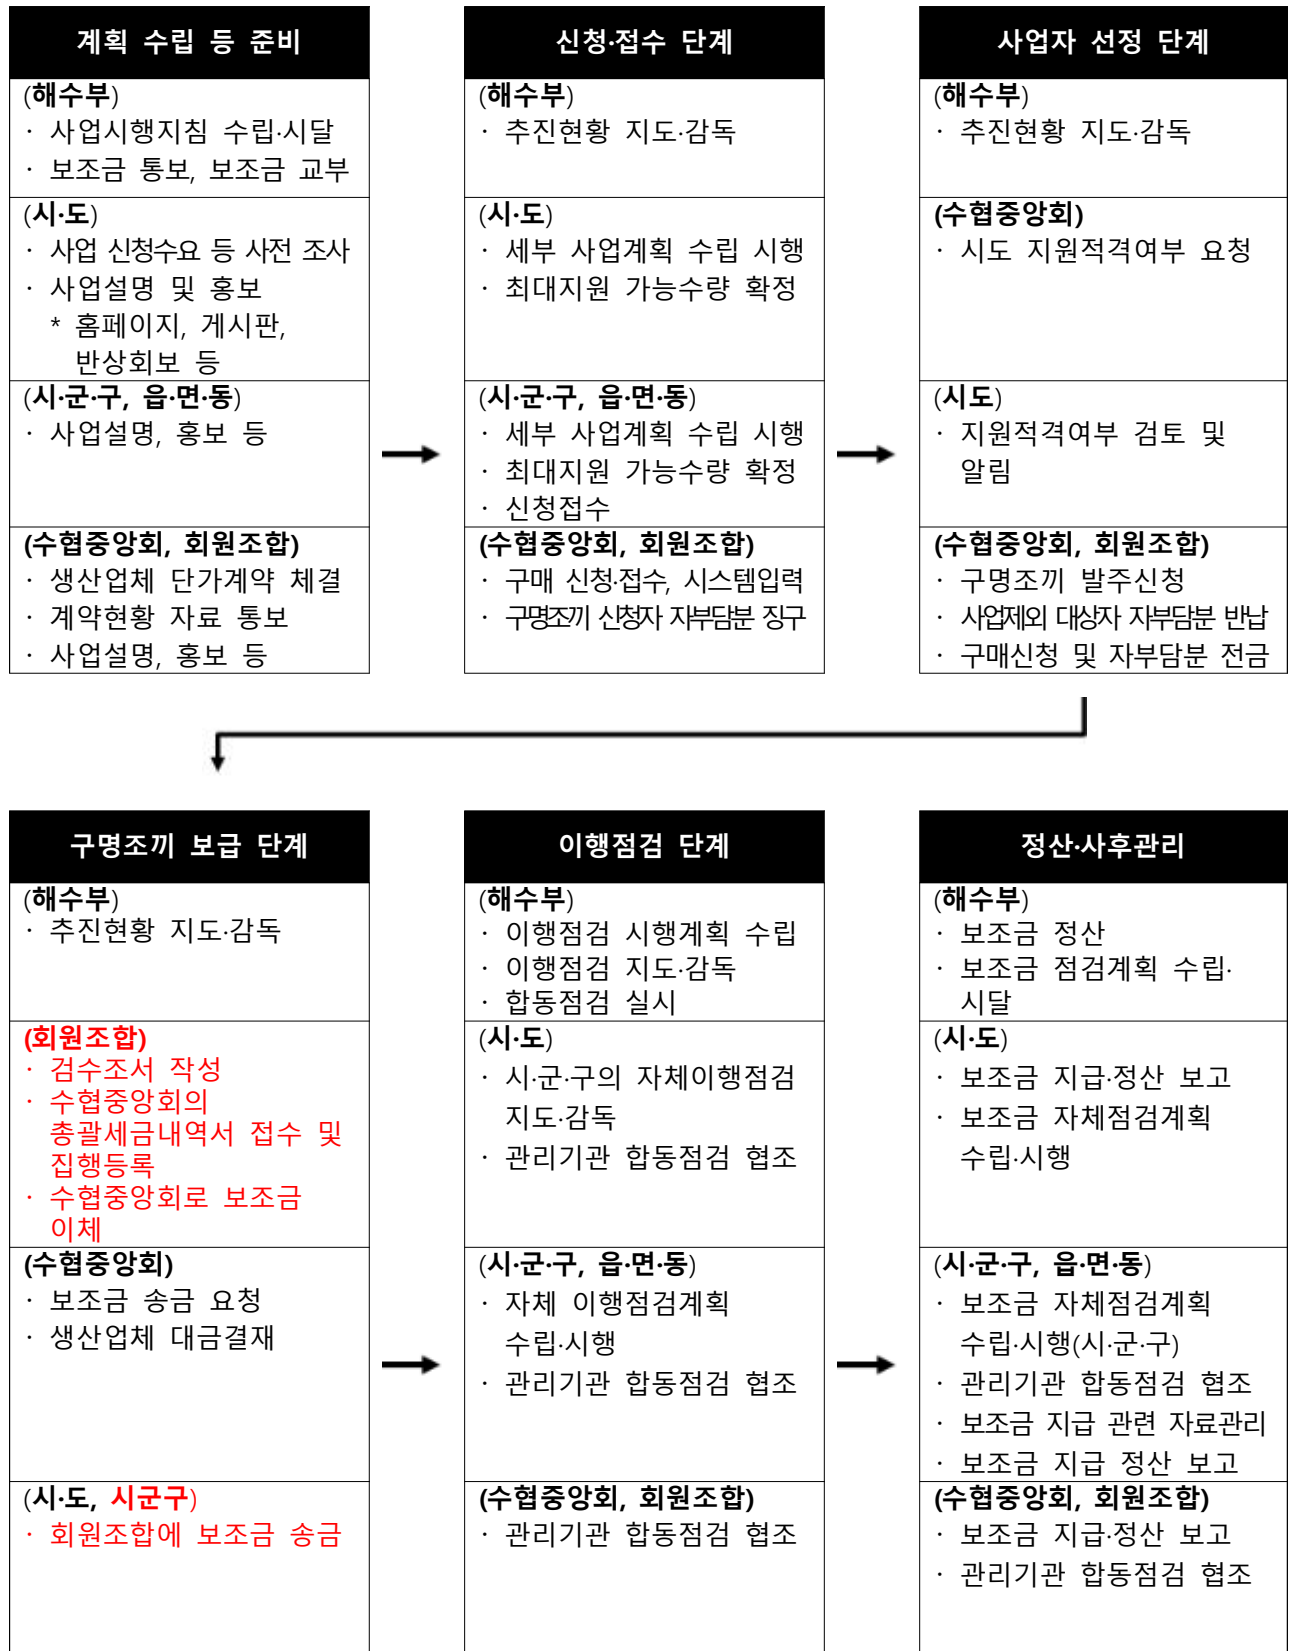 계획 수립 등 준비
(해수부)
· 사업시행지침 수립·시달
· 보조금 통보, 보조금 교부
(시·도)
· 사업 신청수요 등 사전 조사
· 사업설명 및 홍보
* 홈페이지, 게시판,
반상회보 등
(시·군·구, 읍·면·동)
· 사업설명, 홍보 등
(수협중앙회, 회원조합)
· 생산업체 단가계약 체결
· 계약현황 자료 통보
· 사업설명, 홍보 등
신청·접수 단계
(해수부)
· 추진현황 지도·감독
(시·도)
· 세부 사업계획 수립 시행
· 최대지원 가능수량 확정
(시·군·구, 읍·면·동)
· 세부 사업계획 수립 시행
· 최대지원 가능수량 확정
· 신청접수
(수협중앙회, 회원조합)
· 구매 신청·접수, 시스템입력
· 구명조끼 신청자 자부담분 징구
사업자 선정 단계
(해수부)
· 추진현황 지도·감독
(수협중앙회)
· 시도 지원적격여부 요청
(시도)
· 지원적격여부 검토 및
알림
(수협중앙회, 회원조합)
· 구명조끼 발주신청
· 사업제외 대상자 자부담분 반납
· 구매신청 및 자부담분 전금
구명조끼 보급 단계
(해수부)
· 추진현황 지도·감독
(회원조합)
· 검수조서 작성
· 수협중앙회의
총괄세금내역서 접수 및
집행등록
· 수협중앙회로 보조금
이체
(수협중앙회)
· 보조금 송금 요청
· 생산업체 대금결재
(시·도, 시군구)
· 회원조합에 보조금 송금
이행점검 단계
(해수부)
· 이행점검 시행계획 수립
· 이행점검 지도·감독
· 합동점검 실시
(시·도)
· 시·군·구의 자체이행점검
지도·감독
· 관리기관 합동점검 협조
(시·군·구, 읍·면·동)
· 자체 이행점검계획
수립·시행
· 관리기관 합동점검 협조
(수협중앙회, 회원조합)
· 관리기관 합동점검 협조
정산·사후관리
(해수부)
· 보조금 정산
· 보조금 점검계획 수립·
시달
(시·도)
· 보조금 지급·정산 보고
· 보조금 자체점검계획
수립·시행
(시·군·구, 읍·면·동)
· 보조금 자체점검계획
수립·시행(시·군·구)
· 관리기관 합동점검 협조
· 보조금 지급 관련 자료관리
· 보조금 지급 정산 보고
(수협중앙회, 회원조합)
· 보조금 지급·정산 보고
· 관리기관 합동점검 협조